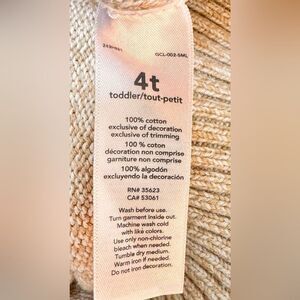 GCL-002-SML
4t
toddler/tout-petit
100% cotton
exclusive of decoration
exclusive of trimming
100 % coton
décoration non comprise
garniture non comprise
100% algodón
excluyendo la decoración
RN# 35623
CA# 53061
Wash before use.
Turn garment inside out.
Machine wash cold
with like colors.
Use only non-chlorine
bleach when needed.
Tumble dry medium.
Warm iron if needed.
Do not iron decoration.